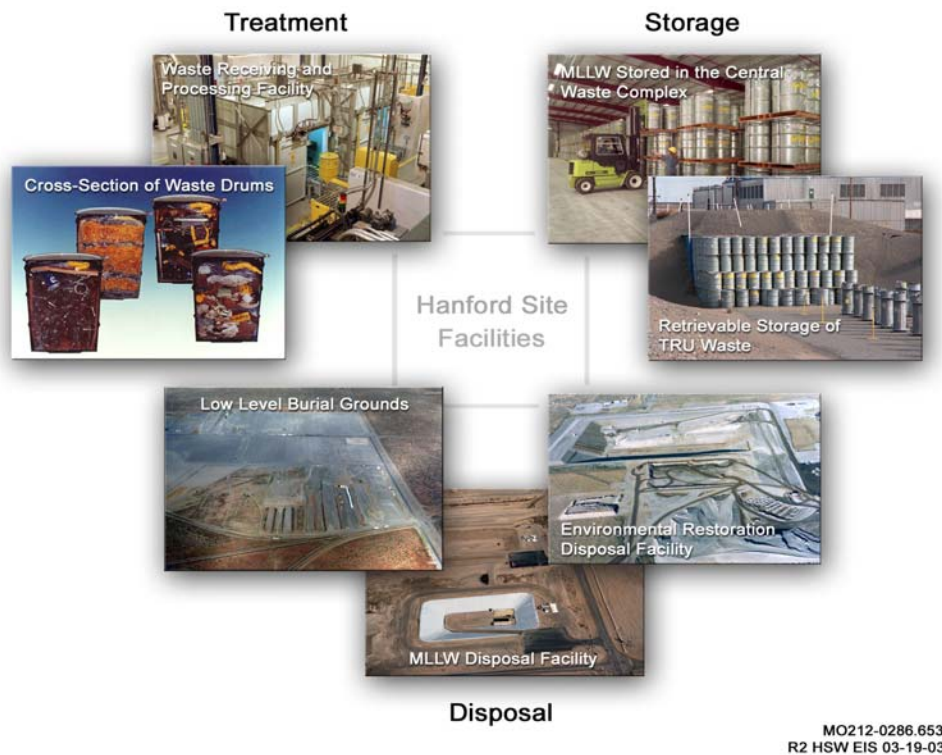 Treatment
Storage
Waste Receiving and
Processing Facility
MLLW Stored in the Central
Waste Complex
Cross-Section of Waste Drums
Hanford Site
Facilities
Retrievable Storage of
TRU Waste
Low Level Burial Grounds
Environmental Restoration
Disposal Facility
MLLW Disposal Facility
Disposal
MO212-0286.653
R2 HSW EIS 03-19-03